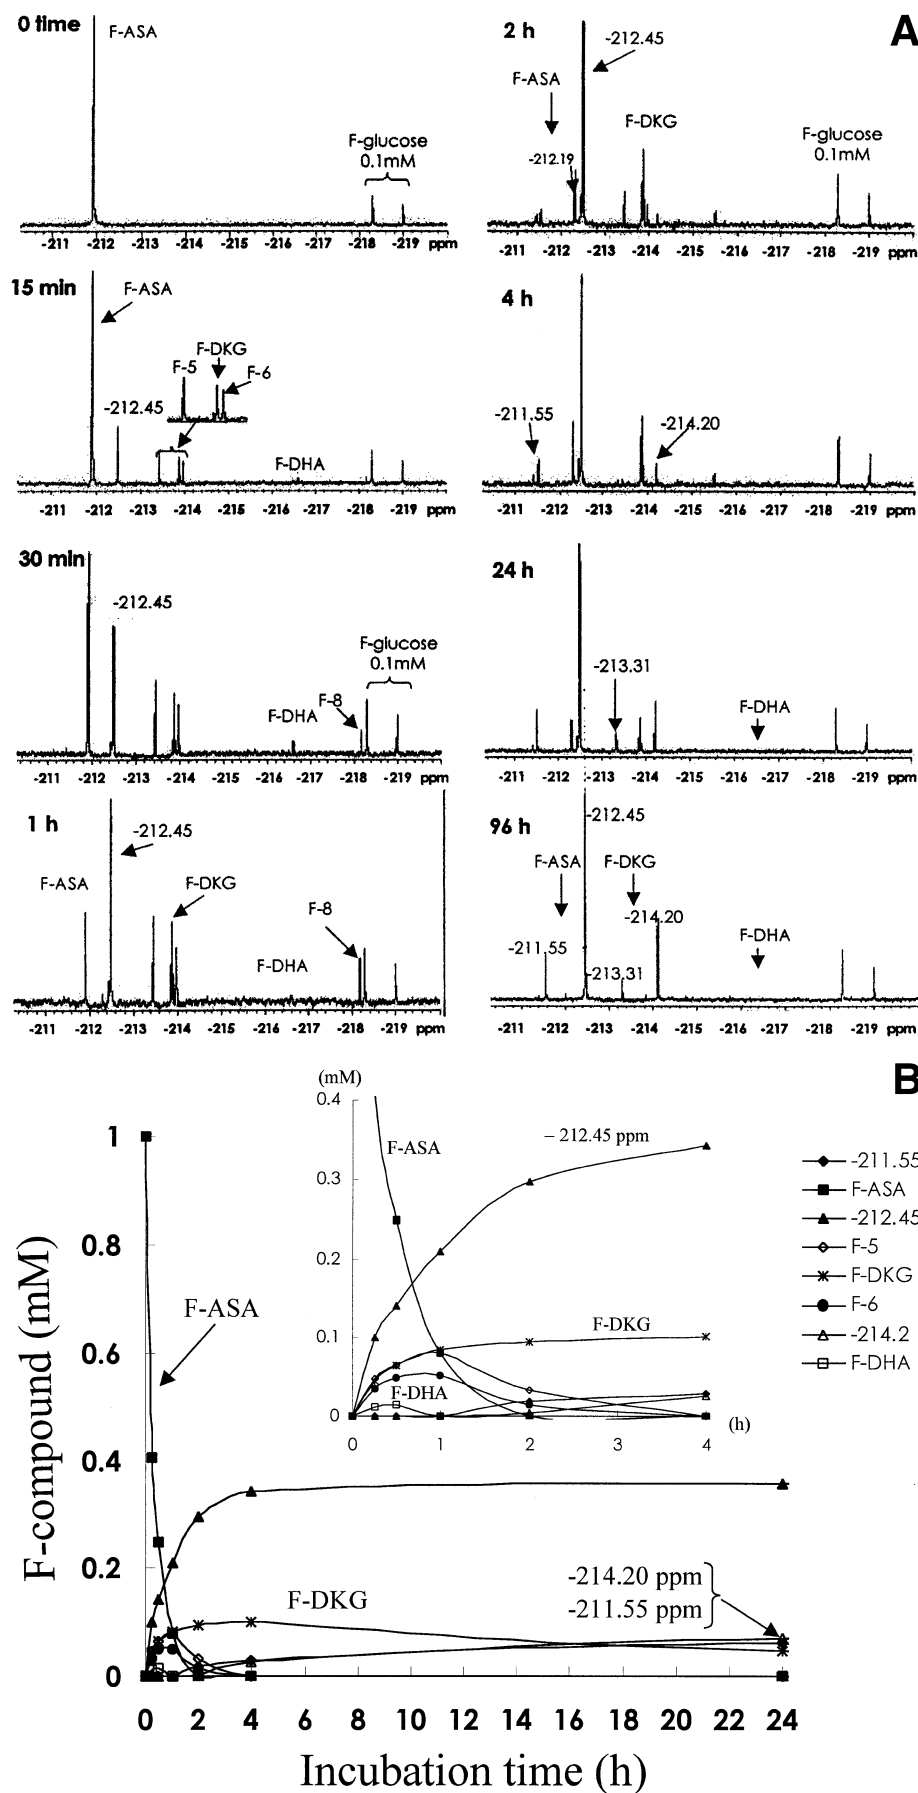 A
0 time
F-ASA
F-glucose
0.1mM
-211 -212 -213 -214 -215 -216 -217 -218 -219 ppm
2 h
-212.45
F-ASA
-212.19
F-DKG
F-glucose
0.1mM
-211 -212 -213 -214 -215 -216 -217 -218 -219 ppm
15 min
F-ASA
F-DKG
F-5
F-6
-212.45
F-DHA
-211 -212 -213 -214 -215 -216 -217 -218 -219 ppm
4 h
-211.55
-214.20
-211 -212 -213 -214 -215 -216 -217 -218 -219 ppm
30 min
-212.45
F-glucose
0.1mM
F-8
F-DHA
-211 -212 -213 -214 -215 -216 -217 -218 -219 ppm
24 h
-213.31
F-DHA
-211 -212 -213 -214 -215 -216 -217 -218 -219 ppm
1 h
-212.45
F-ASA
F-DKG
F-8
F-DHA
-211 -212 -213 -214 -215 -216 -217 -218 -219 ppm
96 h
-212.45
F-ASA
F-DKG
-214.20
-211.55
F-DHA
-213.31
-211 -212 -213 -214 -215 -216 -217 -218 -219 ppm
B
(mM)
0.4
0.3
0.2
0.1
0
F-ASA
– 212.45 ppm
F-DKG
F-DHA
0 1 2 3 4 (h)
-211.55
F-ASA
-212.45
F-5
F-DKG
F-6
-214.2
F-DHA
F-compound (mM)
1
0.8
0.6
0.4
0.2
0
F-ASA
F-DKG
-214.20 ppm
-211.55 ppm
0 2 4 6 8 10 12 14 16 18 20 22 24
Incubation time (h)